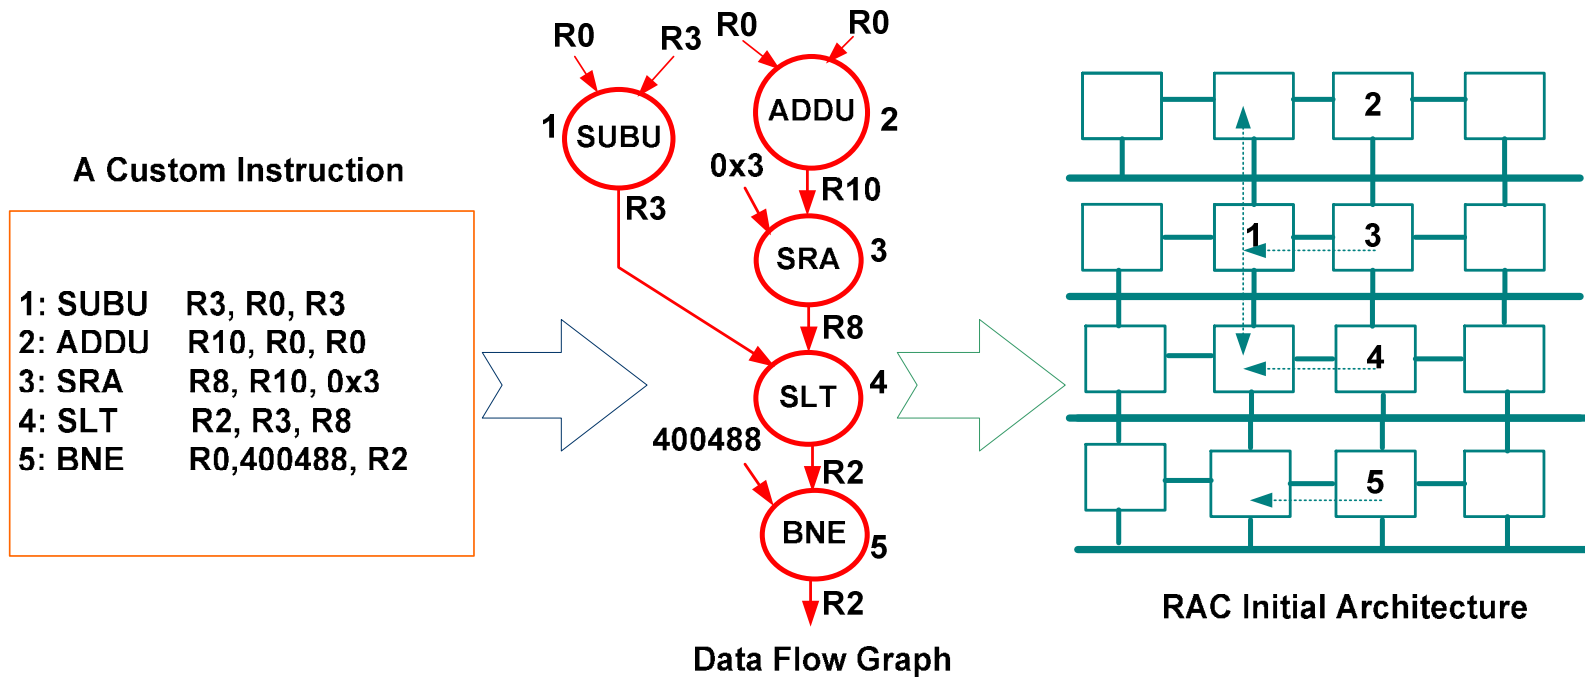 A Custom Instruction
1: SUBU R3, R0, R3
2: ADDU R10, R0, R0
3: SRA R8, R10, 0x3
4: SLT R2, R3, R8
5: BNE R0,400488, R2
R0
R3
R0
R0
1
SUBU
ADDU
2
0x3
R3
R10
SRA
3
R8
SLT
4
400488
R2
BNE
5
R2
Data Flow Graph
2
1
3
4
5
RAC Initial Architecture